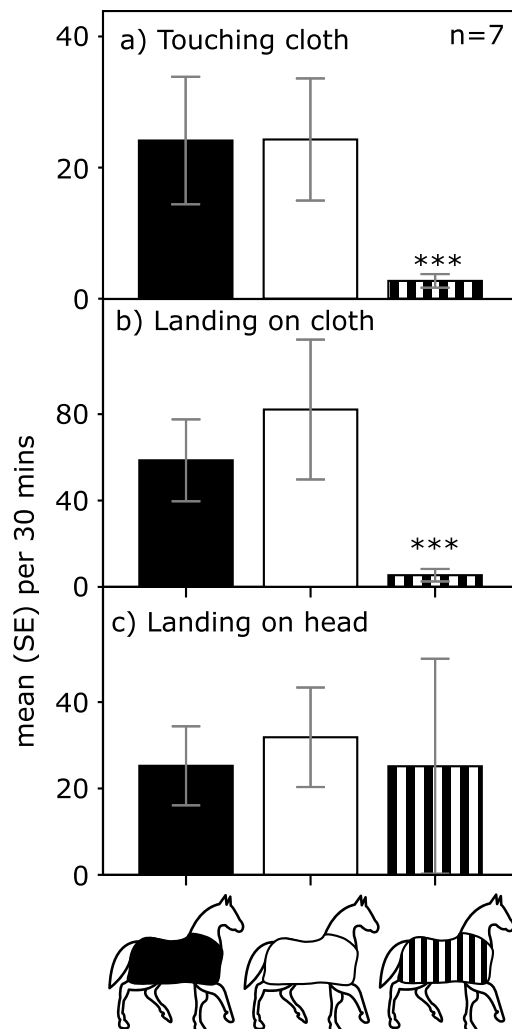 a) Touching cloth
n=7
40
20
***
0
b) Landing on cloth
80
40
***
0
c) Landing on head
40
20
0
mean (SE) per 30 mins